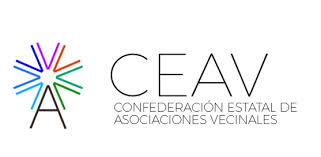 CEAV
CONFEDERACIÓN ESTATAL DE
ASOCIACIONES VECINALES